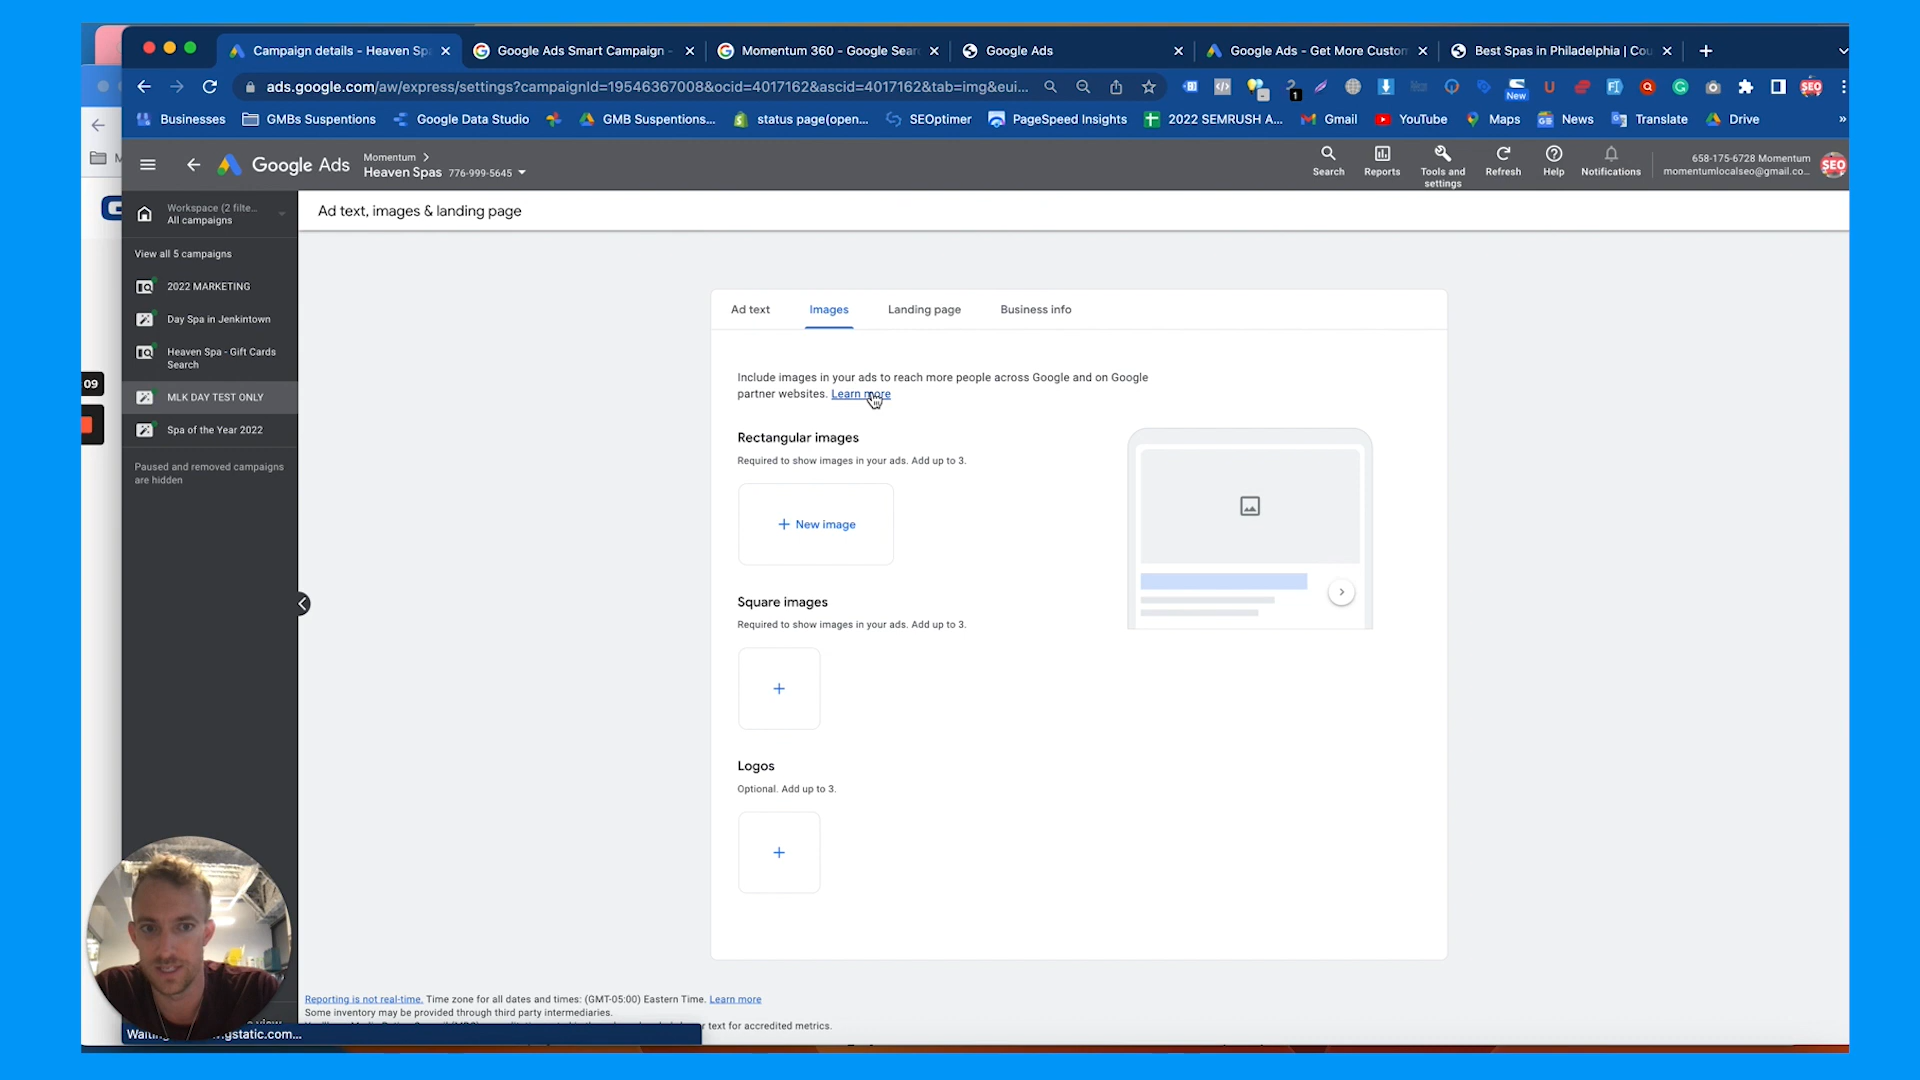 Campaign details - Heaven Sp
Google Ads Smart Campaign -
Momentum 360 - Google Sear
Google Ads
Google Ads - Get More Custom
Best Spas in Philadelphia | Cou
ads.google.com/aw/express/settings?campaignId=19546367008&ocid=4017162&ascid=4017162&tab=img&eui...
1
New
SEO
Businesses
GMBs Suspentions
Google Data Studio
GMB Suspentions...
status page(open...
SEOptimer
PageSpeed Insights
2022 SEMRUSH A...
Gmail
YouTube
Maps
News
Translate
Drive
»
Google Ads
Momentum
Heaven Spas 776-999-5645
Search
Reports
Tools and settings
Refresh
Help
Notifications
658-175-6728 Momentum
momentumlocalseo@gmail.co...
SEO
Workspace (2 filte...
All campaigns
Ad text, images & landing page
View all 5 campaigns
2022 MARKETING
Day Spa in Jenkintown
Heaven Spa - Gift Cards
Search
MLK DAY TEST ONLY
Spa of the Year 2022
Paused and removed campaigns
are hidden
09
Ad text
Images
Landing page
Business info
Include images in your ads to reach more people across Google and on Google
partner websites. Learn more
Rectangular images
Required to show images in your ads. Add up to 3.
+ New image
Square images
Required to show images in your ads. Add up to 3.
+
Logos
Optional. Add up to 3.
+
Reporting is not real-time. Time zone for all dates and times: (GMT-05:00) Eastern Time. Learn more
Some inventory may be provided through third party intermediaries.
r text for accredited metrics.
gstatic.com...